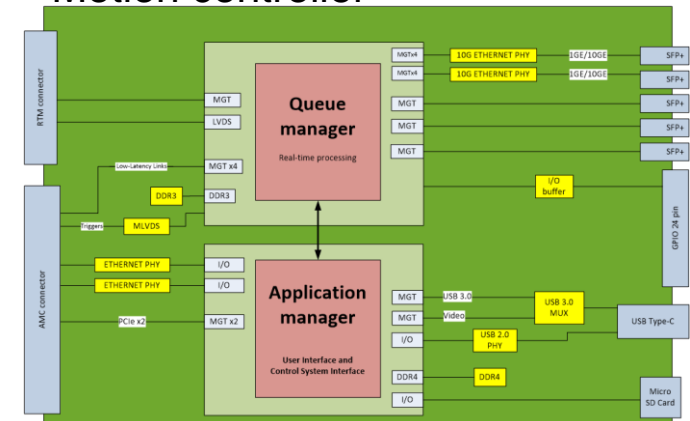 Motion controller
RTM connector
AMC connector
MGT
LVDS
Low-Latency Links
MGT x4
DDR3
DDR3
Triggers
MLVDS
Queue
manager
Real-time processing
MGTx4
10G ETHERNET PHY
1GE/10GE
SFP+
MGTx4
10G ETHERNET PHY
1GE/10GE
SFP+
MGT
SFP+
MGT
SFP+
MGT
SFP+
I/O
buffer
GPIO 24 pin
ETHERNET PHY
I/O
ETHERNET PHY
I/O
PCIe x2
MGT x2
Application
manager
User Interface and
Control System Interface
MGT
USB 3.0
MGT
Video
USB 3.0
MUX
I/O
USB 2.0
PHY
USB Type-C
DDR4
DDR4
I/O
Micro
SD Card